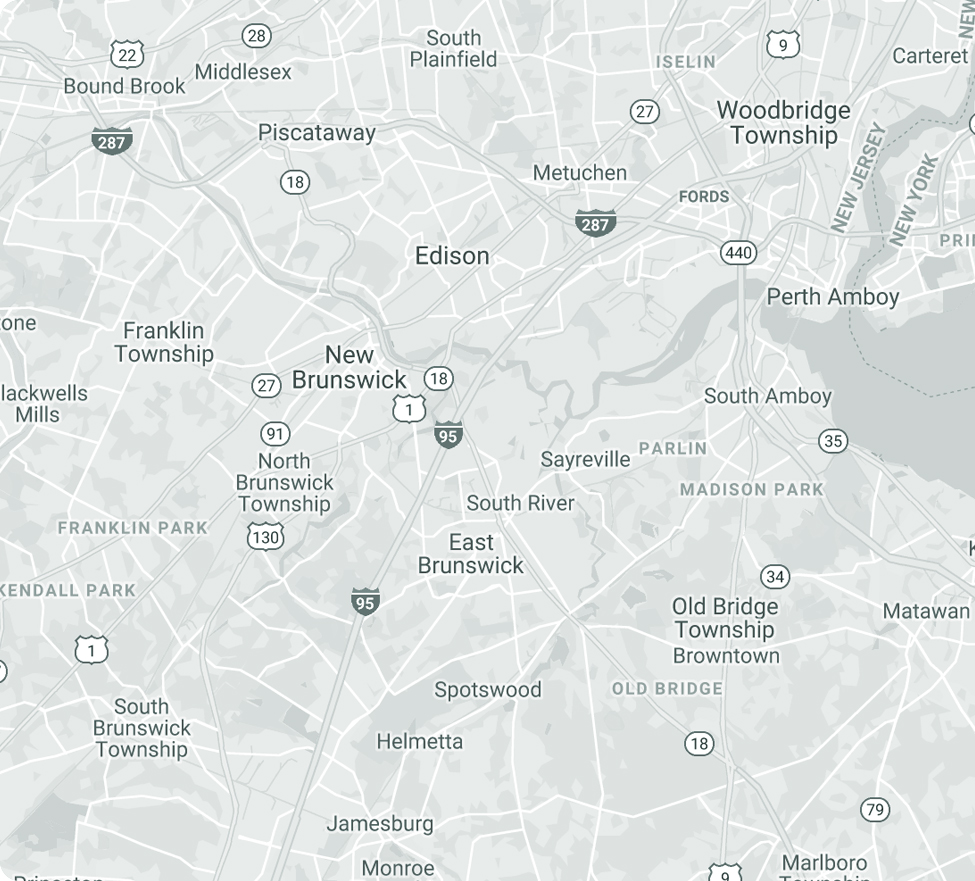 28
9
South
Plainfield
22
Carteret
ISELIN
Middlesex
Bound Brook
27
Woodbridge
Township
Piscataway
287
Metuchen
18
NEW JERSEY
NEW YORK
FORDS
287
PRI
440
Edison
Perth Amboy
one
Franklin
Township
New
Brunswick
18
27
lackwells
Mills
South Amboy
1
91
95
35
PARLIN
Sayreville
North
Brunswick
Township
MADISON PARK
South River
FRANKLIN PARK
130
East
Brunswick
34
KENDALL PARK
95
Old Bridge
Township
Matawan
1
Browntown
Spotswood
OLD BRIDGE
South
Brunswick
Township
Helmetta
18
79
Jamesburg
Monroe
Marlboro
Township
9